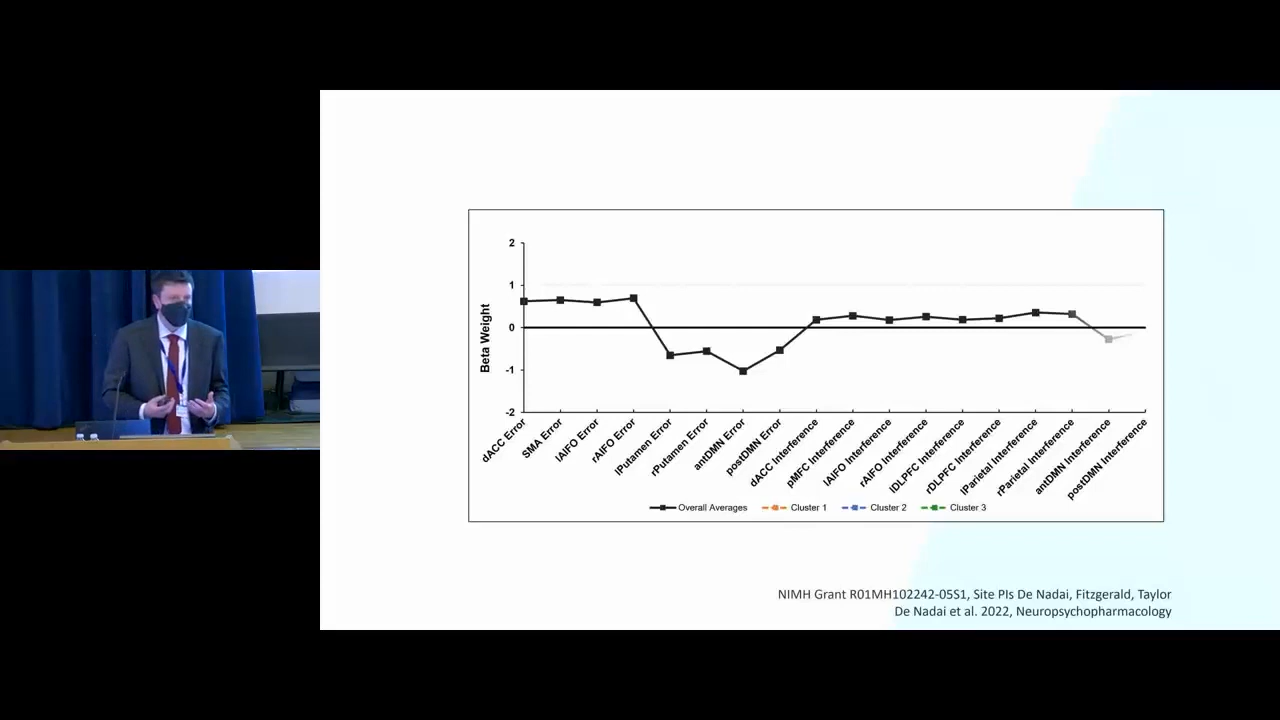 2
1
0
-1
-2
Beta Weight
dACC Error
SMA Error
lAIFO Error
rAIFO Error
lPutamen Error
rPutamen Error
antDMN Error
postDMN Error
dACC Interference
pMFC Interference
lAIFO Interference
rAIFO Interference
lDLPFC Interference
rDLPFC Interference
lParietal Interference
rParietal Interference
antDMN Interference
postDMN Interference
Overall Averages Cluster 1 Cluster 2 Cluster 3
NIMH Grant R01MH102242-05S1, Site PIs De Nadai, Fitzgerald, Taylor
De Nadai et al. 2022, Neuropsychopharmacology